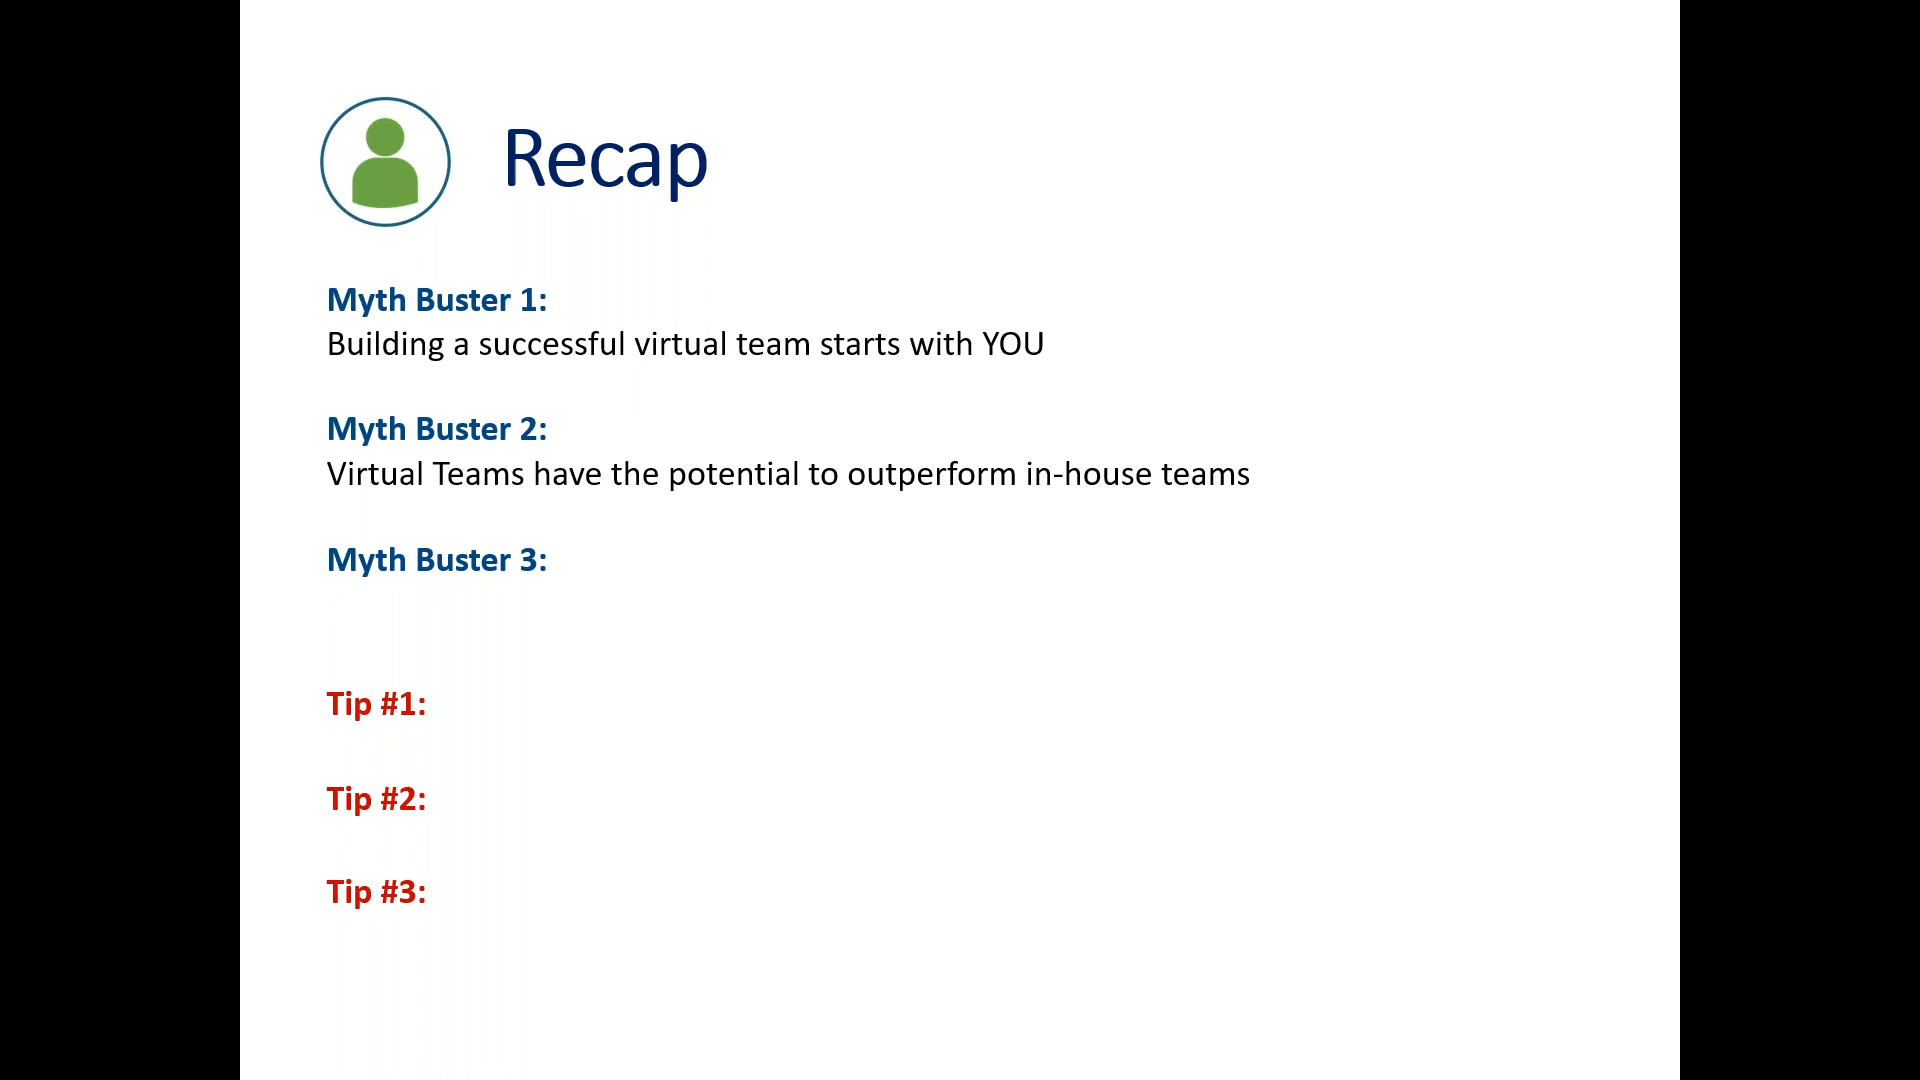 Recap
Myth Buster 1:
Building a successful virtual team starts with YOU
Myth Buster 2:
Virtual Teams have the potential to outperform in-house teams
Myth Buster 3:
Tip #1:
Tip #2:
Tip #3: